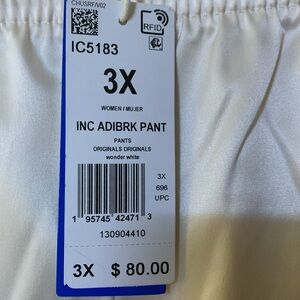 CHUSRF/V02
RFID
IC5183
3X
WOMEN / MUJER
INC ADIBRK PANT
PANTS
ORIGINALS ORIGINALS
wonder white
3X
696
UPC
1 95745 42471 3
130904410
3X $ 80.00